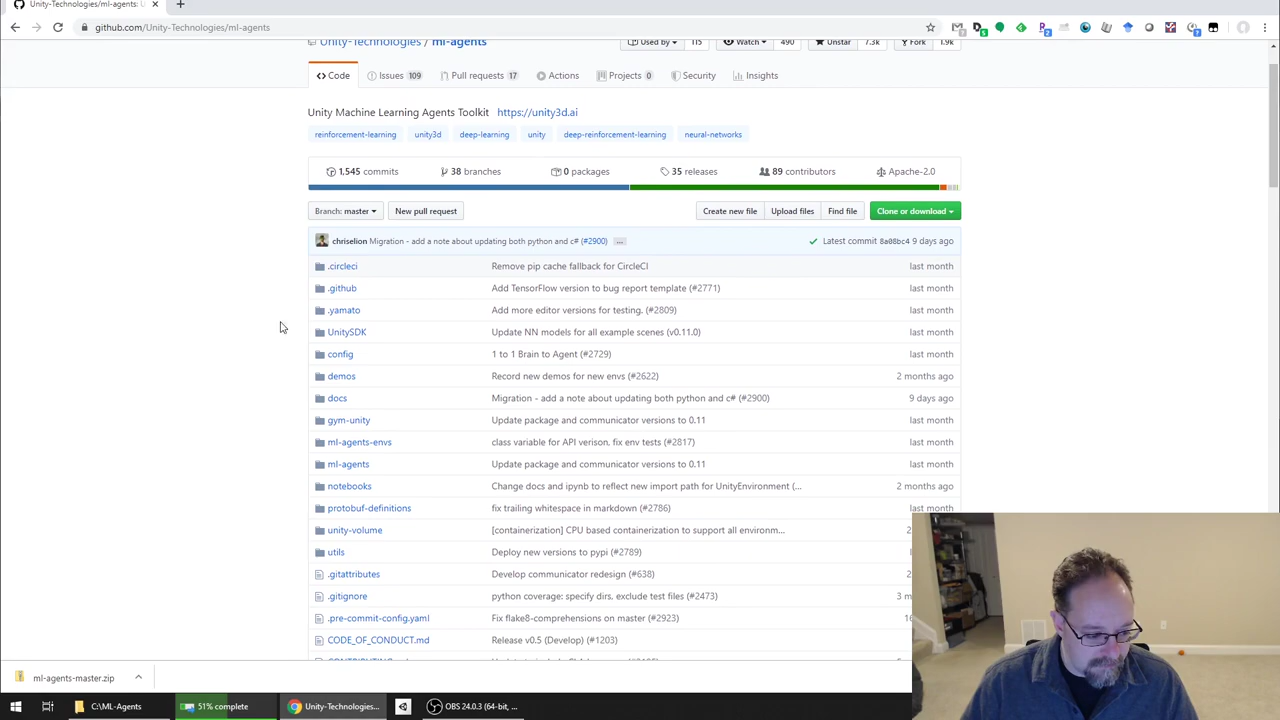 Unity-Technologies/ml-agents: U
github.com/Unity-Technologies/ml-agents
Unity-Technologies / ml-agents
Used by 115 Watch 490 Unstar 7.3k Fork 1.9k
Code Issues 109 Pull requests 17 Actions Projects 0 Security Insights
Unity Machine Learning Agents Toolkit https://unity3d.ai
reinforcement-learning unity3d deep-learning unity deep-reinforcement-learning neural-networks
1,545 commits 38 branches 0 packages 35 releases 89 contributors Apache-2.0
Branch: master New pull request Create new file Upload files Find file Clone or download
chriselion Migration - add a note about updating both python and c# (#2900) ... Latest commit 8a08bc4 9 days ago
.circleci Remove pip cache fallback for CircleCI last month
.github Add TensorFlow version to bug report template (#2771) last month
.yamato Add more editor versions for testing. (#2809) last month
UnitySDK Update NN models for all example scenes (v0.11.0) last month
config 1 to 1 Brain to Agent (#2729) last month
demos Record new demos for new envs (#2622) 2 months ago
docs Migration - add a note about updating both python and c# (#2900) 9 days ago
gym-unity Update package and communicator versions to 0.11 last month
ml-agents-envs class variable for API verison, fix env tests (#2817) last month
ml-agents Update package and communicator versions to 0.11 last month
notebooks Change docs and ipynb to reflect new import path for UnityEnvironment (... 2 months ago
protobuf-definitions fix trailing whitespace in markdown (#2786) last month
unity-volume [containerization] CPU based containerization to support all environm... 2
utils Deploy new versions to pypi (#2789)
.gitattributes Develop communicator redesign (#638) 2
.gitignore python coverage: specify dirs, exclude test files (#2473) 3 m
.pre-commit-config.yaml Fix flake8-comprehensions on master (#2923) 16
CODE_OF_CONDUCT.md Release v0.5 (Develop) (#1203)
ml-agents-master.zip
C:\ML-Agents 51% complete Unity-Technologies... OBS 24.0.3 (64-bit, ...